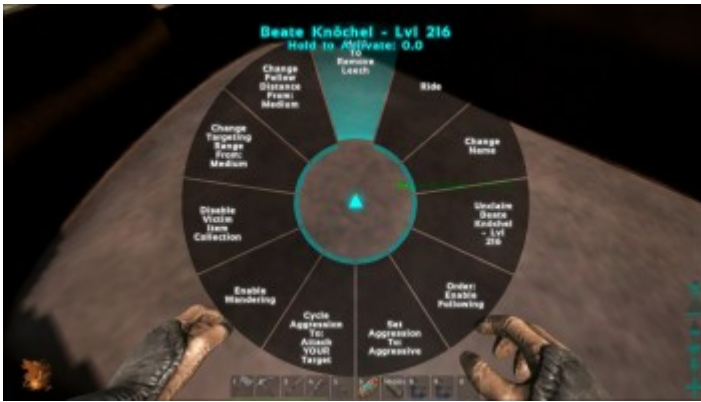 Beate Knöchel - Lvl 216
Hold to Activate: 0.0
To
Remove
Leech
Ride
Change
Name
Unclaim
Beate
Knöchel
- Lvl
216
Order:
Enable
Following
Set
Aggression
To:
Aggressive
Cycle
Aggression
To:
Attack
YOUR
Target
Enable
Wandering
Disable
Victim
Item
Collection
Change
Targeting
Range
From:
Medium
Change
Follow
Distance
From:
Medium